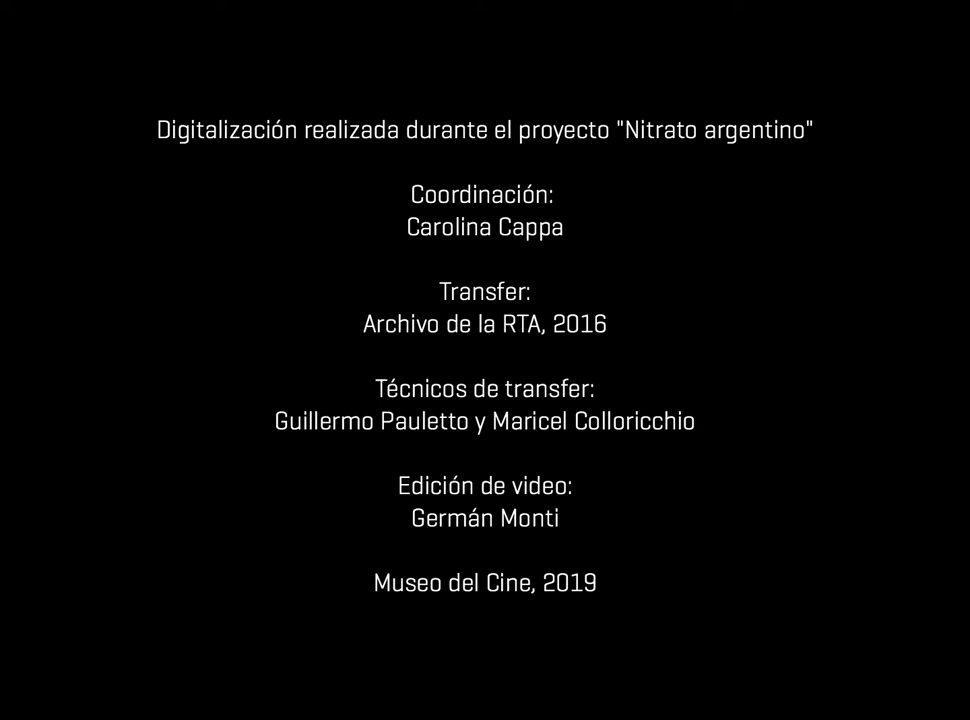 Digitalización realizada durante el proyecto "Nitrato argentino"
Coordinación:
Carolina Cappa
Transfer:
Archivo de la RTA, 2016
Técnicos de transfer:
Guillermo Pauletto y Maricel Colloricchio
Edición de video:
Germán Monti
Museo del Cine, 2019